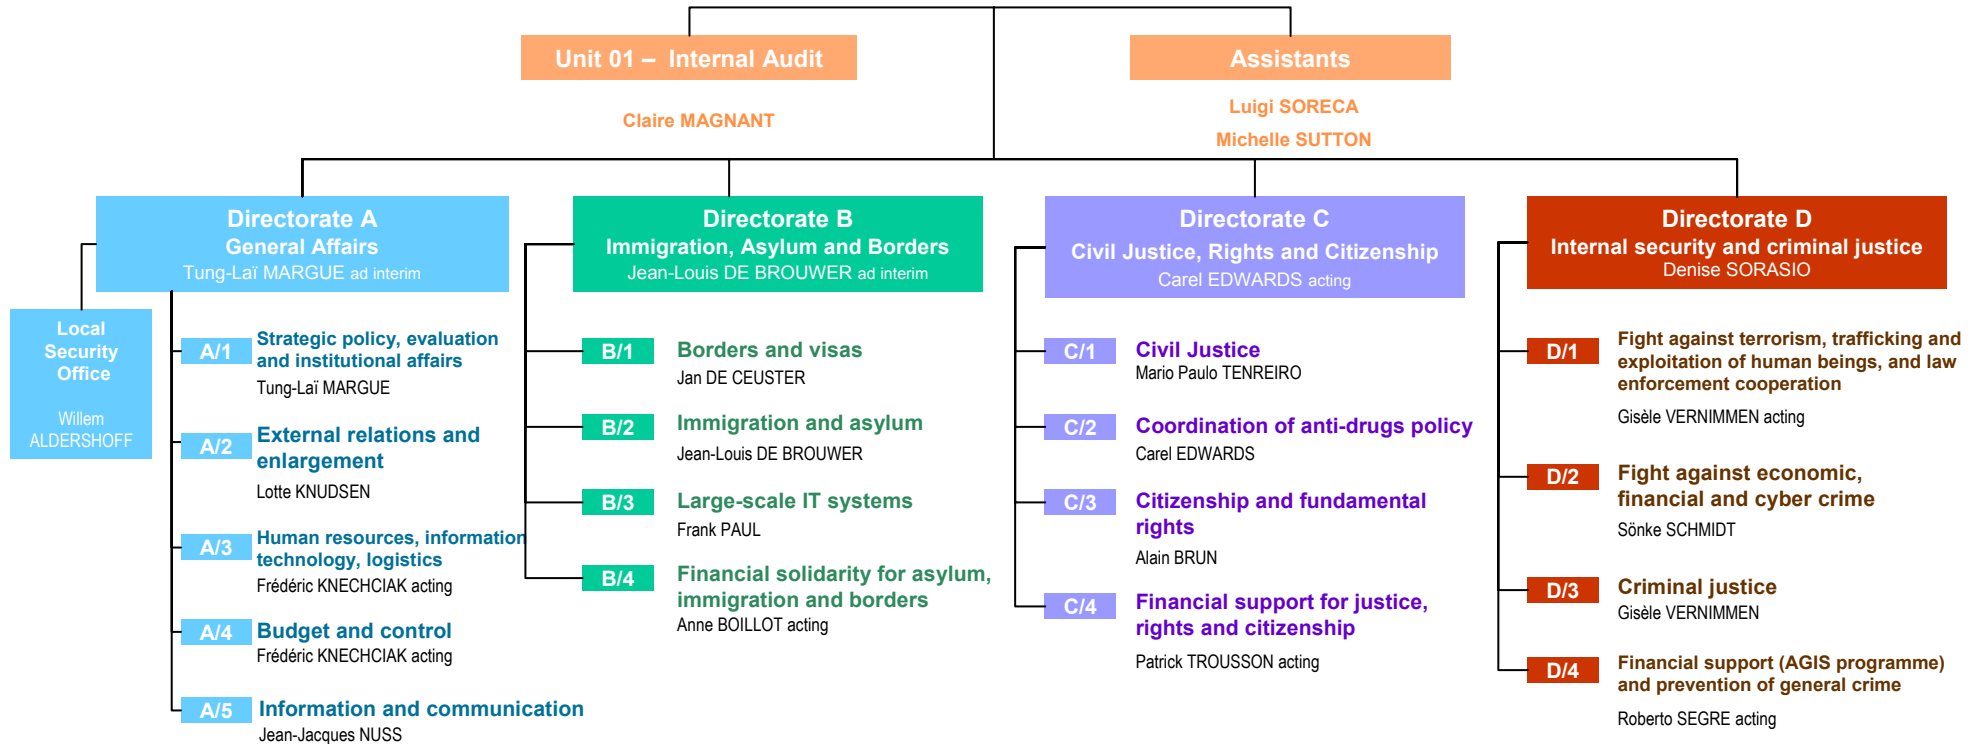 Unit 01 – Internal Audit
Claire MAGNANT
Assistants
Luigi SORECA
Michelle SUTTON
Directorate A
General Affairs
Tung-Laï MARGUE ad interim
Local
Security
Office
Willem
ALDERSHOFF
A/1
Strategic policy, evaluation
and institutional affairs
Tung-Laï MARGUE
A/2
External relations and
enlargement
Lotte KNUDSEN
A/3
Human resources, information
technology, logistics
Frédéric KNECHCIAK acting
A/4
Budget and control
Frédéric KNECHCIAK acting
A/5
Information and communication
Jean-Jacques NUSS
Directorate B
Immigration, Asylum and Borders
Jean-Louis DE BROUWER ad interim
B/1
Borders and visas
Jan DE CEUSTER
B/2
Immigration and asylum
Jean-Louis DE BROUWER
B/3
Large-scale IT systems
Frank PAUL
B/4
Financial solidarity for asylum,
immigration and borders
Anne BOILLOT acting
Directorate C
Civil Justice, Rights and Citizenship
Carel EDWARDS acting
C/1
Civil Justice
Mario Paulo TENREIRO
C/2
Coordination of anti-drugs policy
Carel EDWARDS
C/3
Citizenship and fundamental
rights
Alain BRUN
C/4
Financial support for justice,
rights and citizenship
Patrick TROUSSON acting
Directorate D
Internal security and criminal justice
Denise SORASIO
D/1
Fight against terrorism, trafficking and
exploitation of human beings, and law
enforcement cooperation
Gisèle VERNIMMEN acting
D/2
Fight against economic,
financial and cyber crime
Sönke SCHMIDT
D/3
Criminal justice
Gisèle VERNIMMEN
D/4
Financial support (AGIS programme)
and prevention of general crime
Roberto SEGRE acting